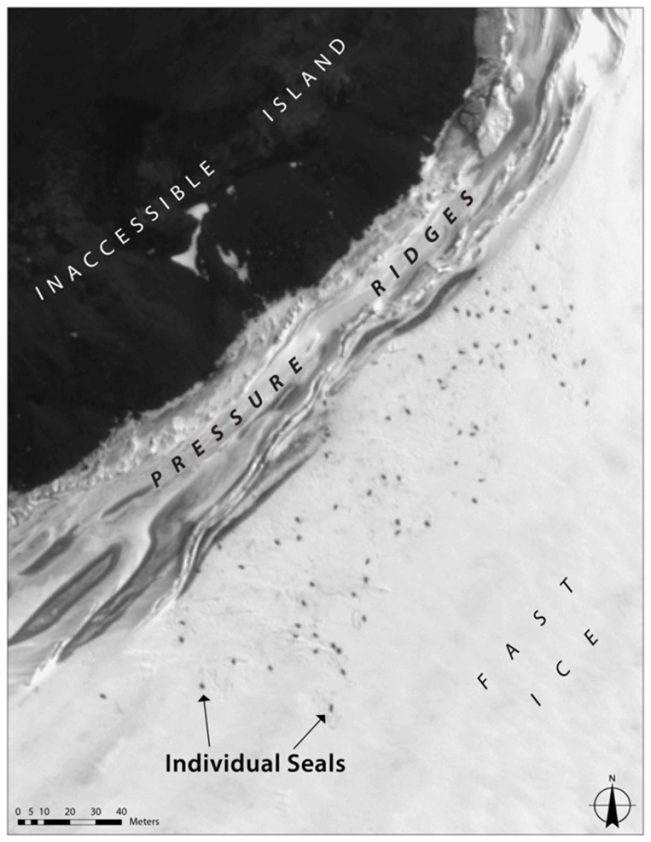 INACCESSIBLE ISLAND
PRESSURE RIDGES
FAST
ICE
Individual Seals
N
0 5 10 20 30 40
Meters